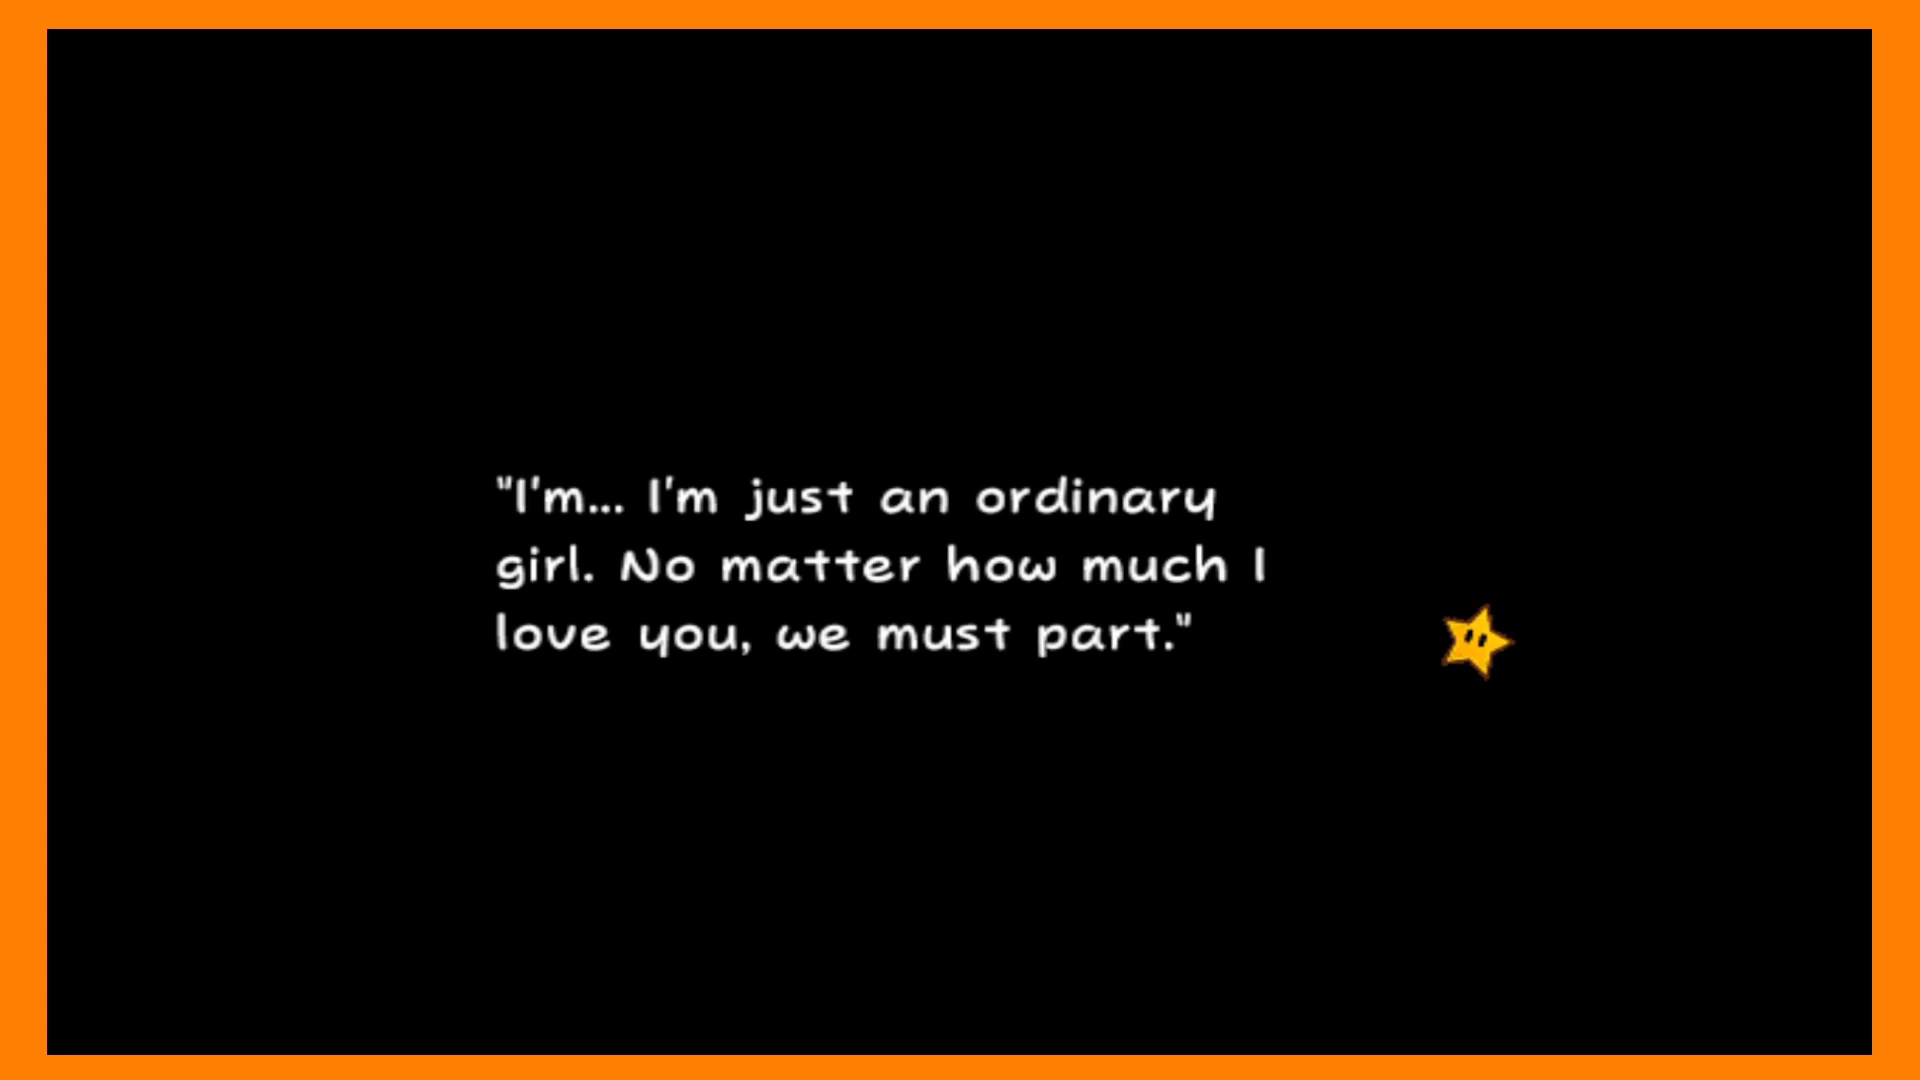 "I'm... I'm just an ordinary
girl. No matter how much I
love you, we must part."